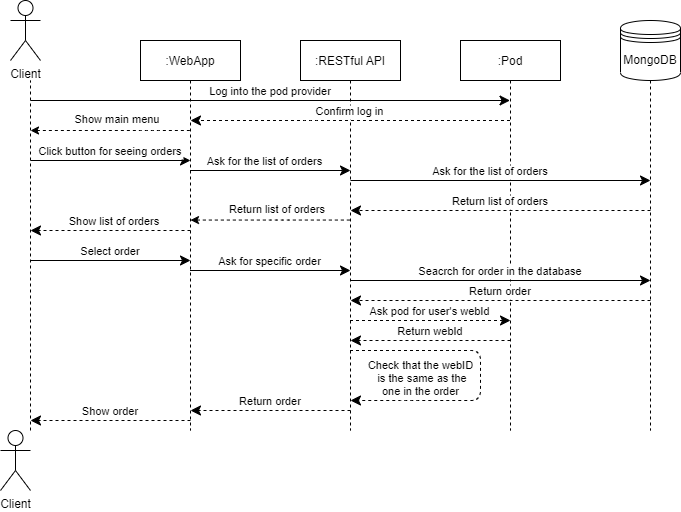 Client
:WebApp
:RESTful API
:Pod
MongoDB
Log into the pod provider
Confirm log in
Show main menu
Click button for seeing orders
Ask for the list of orders
Ask for the list of orders
Return list of orders
Return list of orders
Show list of orders
Select order
Ask for specific order
Seacrch for order in the database
Return order
Ask pod for user's webId
Return webId
Check that the webID
is the same as the
one in the order
Return order
Show order
Client